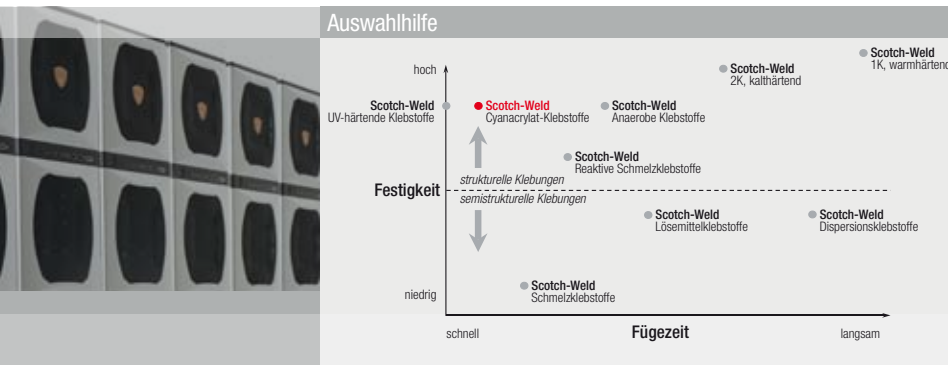 Auswahlhilfe
hoch
Scotch-Weld
1K, warmhärtend
Scotch-Weld
2K, kalthärtend
Scotch-Weld
UV-härtende Klebstoffe
Scotch-Weld
Cyanacrylat-Klebstoffe
Scotch-Weld
Anaerobe Klebstoffe
Scotch-Weld
Reaktive Schmelzklebstoffe
strukturelle Klebungen
Festigkeit
semistrukturelle Klebungen
Scotch-Weld
Lösemittelklebstoffe
Scotch-Weld
Dispersionsklebstoffe
Scotch-Weld
Schmelzklebstoffe
niedrig
schnell
Fügezeit
langsam